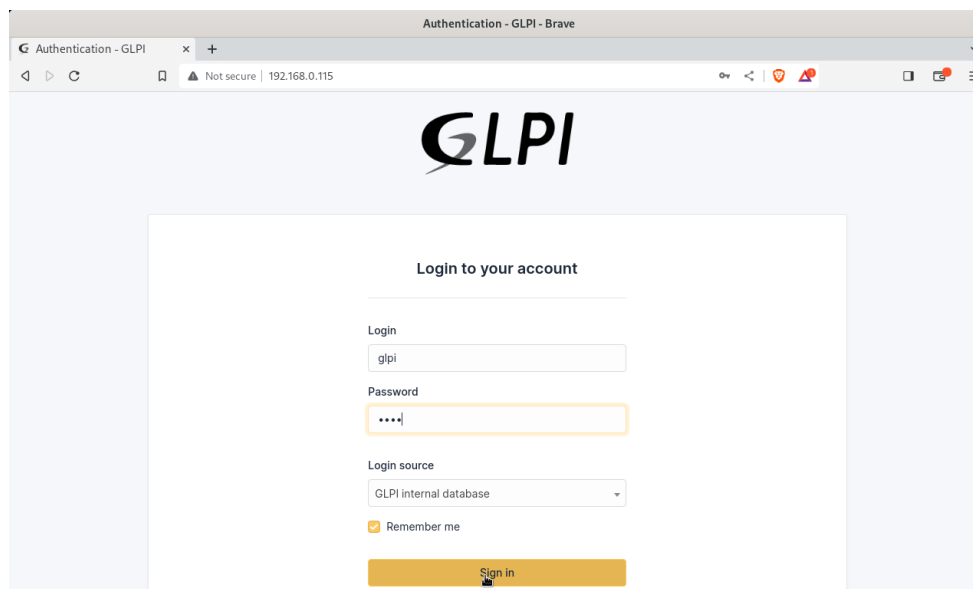 Authentication - GLPI - Brave
Authentication - GLPI
Not secure 192.168.0.115
GLPI
Login to your account
Login
glpi
Password
••••
Login source
GLPI internal database
Remember me
Sign in